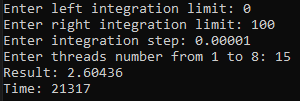 Enter left integration limit: 0
Enter right integration limit: 100
Enter integration step: 0.00001
Enter threads number from 1 to 8: 15
Result: 2.60436
Time: 21317